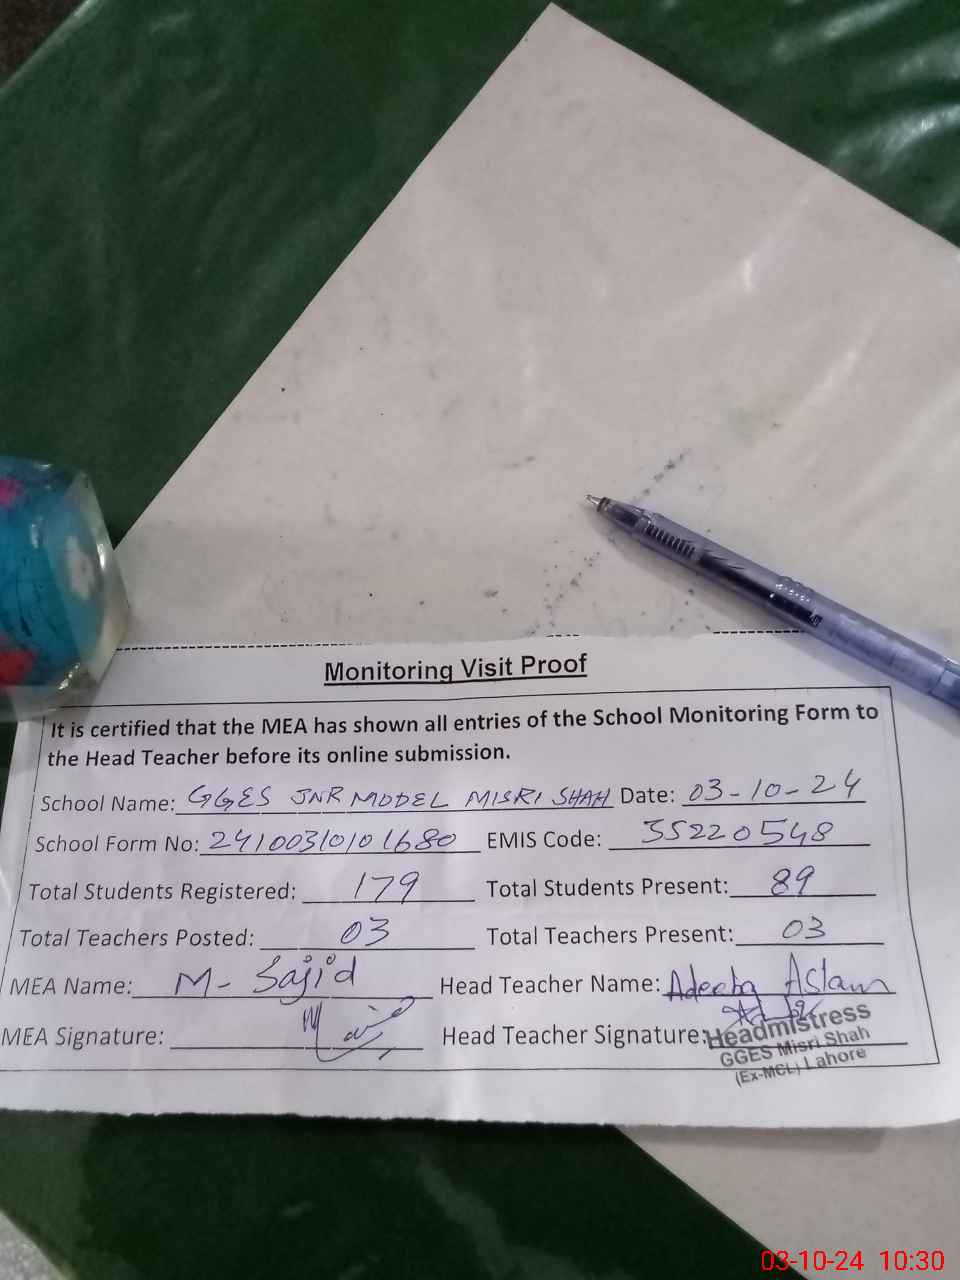 Monitoring Visit Proof
It is certified that the MEA has shown all entries of the School Monitoring Form to
the Head Teacher before its online submission.
School Name: GGES JNR MODEL MISRI SHAH Date: 03-10-24
School Form No: 24100310101680 EMIS Code: 35220548
Total Students Registered: 179 Total Students Present: 89
Total Teachers Posted: 03 Total Teachers Present: 03
MEA Name: M- Sajid Head Teacher Name: Adeeba Aslam
MEA Signature: Head Teacher Signature:
Headmistress
GGES Misri Shah
(Ex-MCL) Lahore
03-10-24 10:30